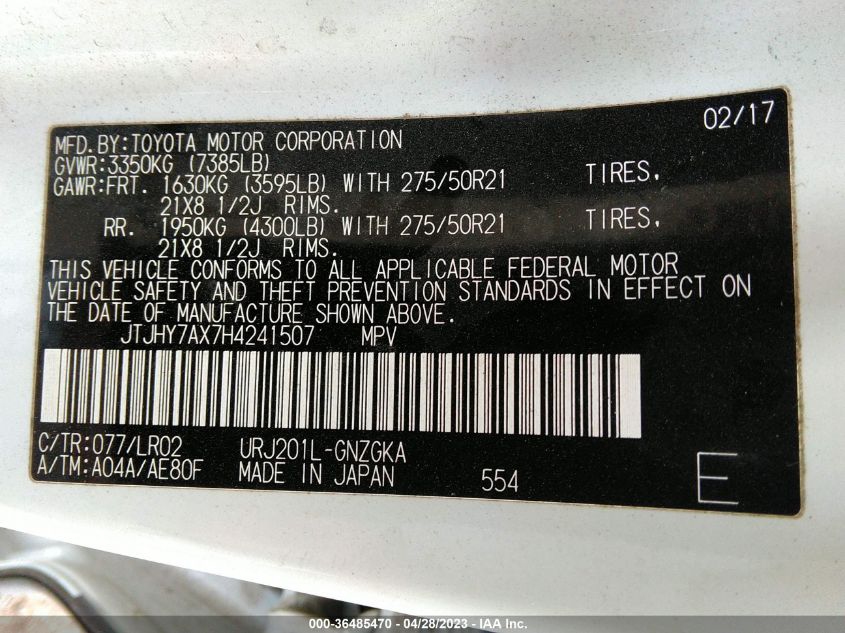 02/17
MFD.BY:TOYOTA MOTOR CORPORATION
GVWR:3350KG (7385LB)
GAWR:FRT. 1630KG (3595LB) WITH 275/50R21 TIRES,
21X8 1/2J RIMS.
RR. 1950KG (4300LB) WITH 275/50R21 TIRES,
21X8 1/2J RIMS.
THIS VEHICLE CONFORMS TO ALL APPLICABLE FEDERAL MOTOR
VEHICLE SAFETY AND THEFT PREVENTION STANDARDS IN EFFECT ON
THE DATE OF MANUFACTURE SHOWN ABOVE.
JTJHY7AX7H4241507 MPV
C/TR:077/LR02 URJ201L-GNZGKA
A/TM:A04A/AE80F MADE IN JAPAN 554 E
000-36485470 - 04/28/2023 - IAA Inc.